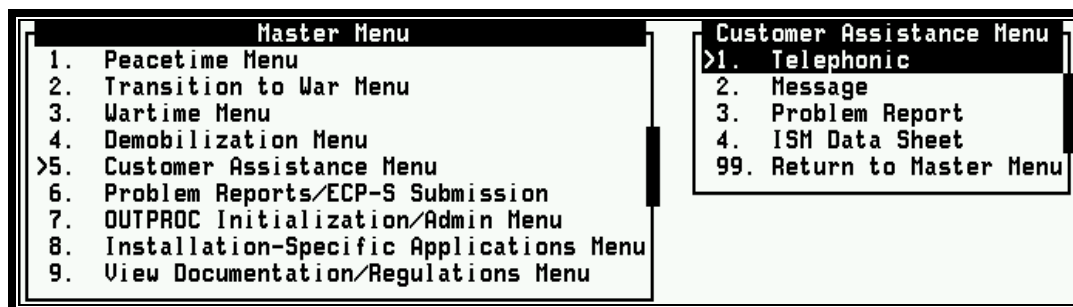 Master Menu
1. Peacetime Menu
2. Transition to War Menu
3. Wartime Menu
4. Demobilization Menu
>5. Customer Assistance Menu
6. Problem Reports/ECP-S Submission
7. OUTPROC Initialization/Admin Menu
8. Installation-Specific Applications Menu
9. View Documentation/Regulations Menu
Customer Assistance Menu
>1. Telephonic
2. Message
3. Problem Report
4. ISM Data Sheet
99. Return to Master Menu